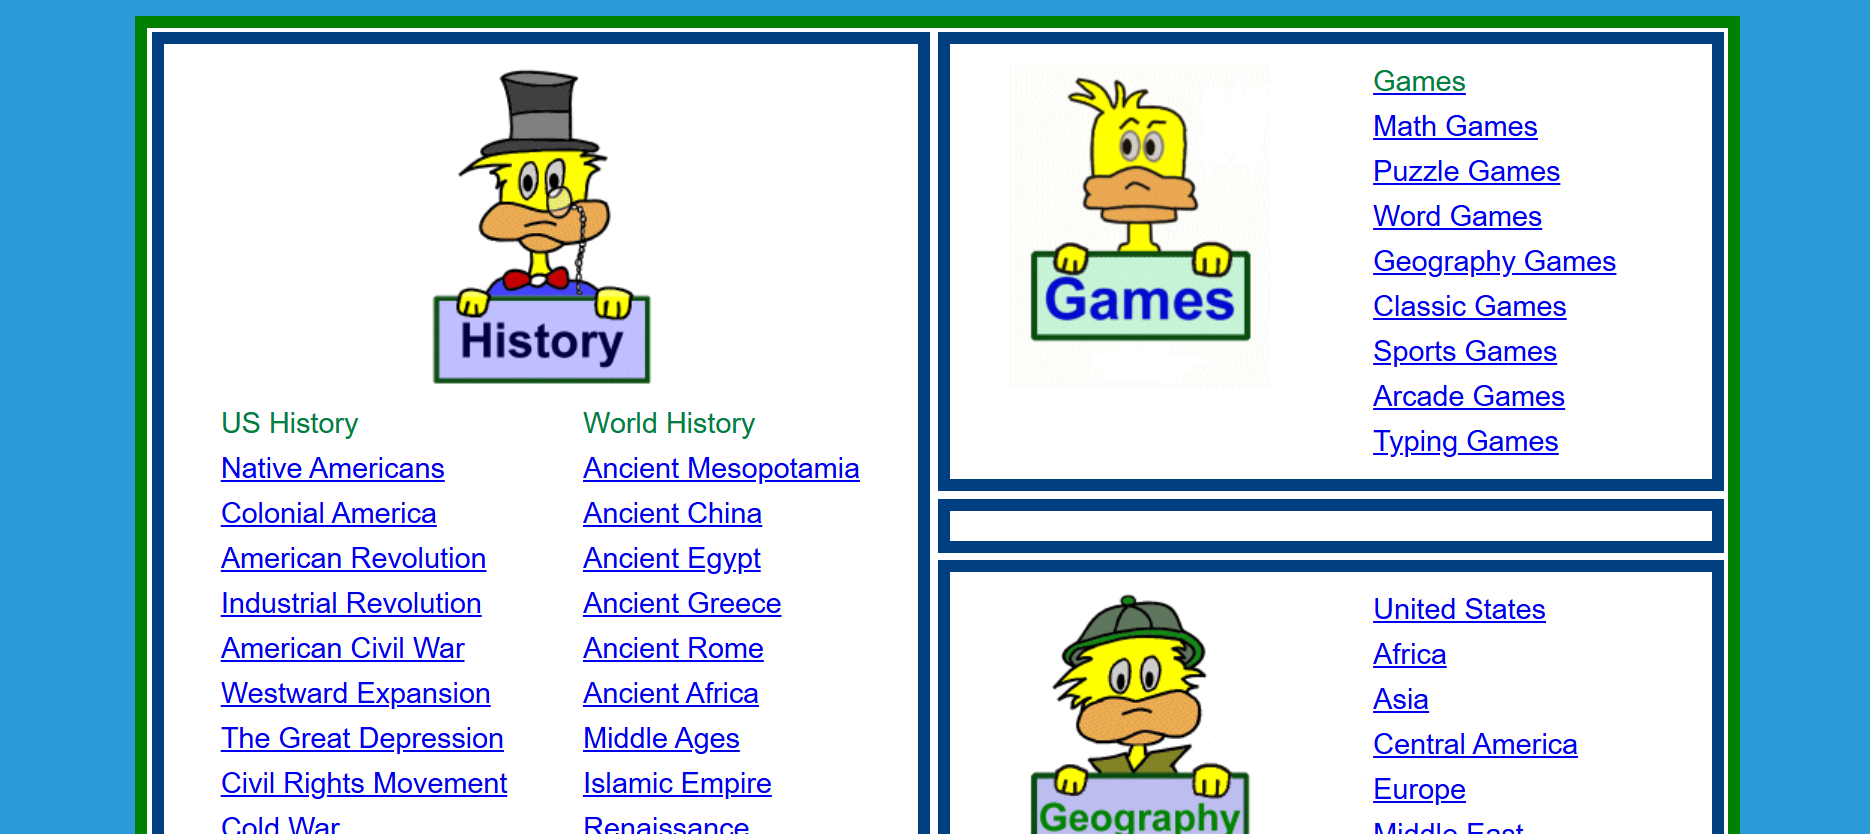 History
US History
Native Americans
Colonial America
American Revolution
Industrial Revolution
American Civil War
Westward Expansion
The Great Depression
Civil Rights Movement
Cold War
World History
Ancient Mesopotamia
Ancient China
Ancient Egypt
Ancient Greece
Ancient Rome
Ancient Africa
Middle Ages
Islamic Empire
Renaissance
Games
Games
Math Games
Puzzle Games
Word Games
Geography Games
Classic Games
Sports Games
Arcade Games
Typing Games
Geography
United States
Africa
Asia
Central America
Europe
Middle East